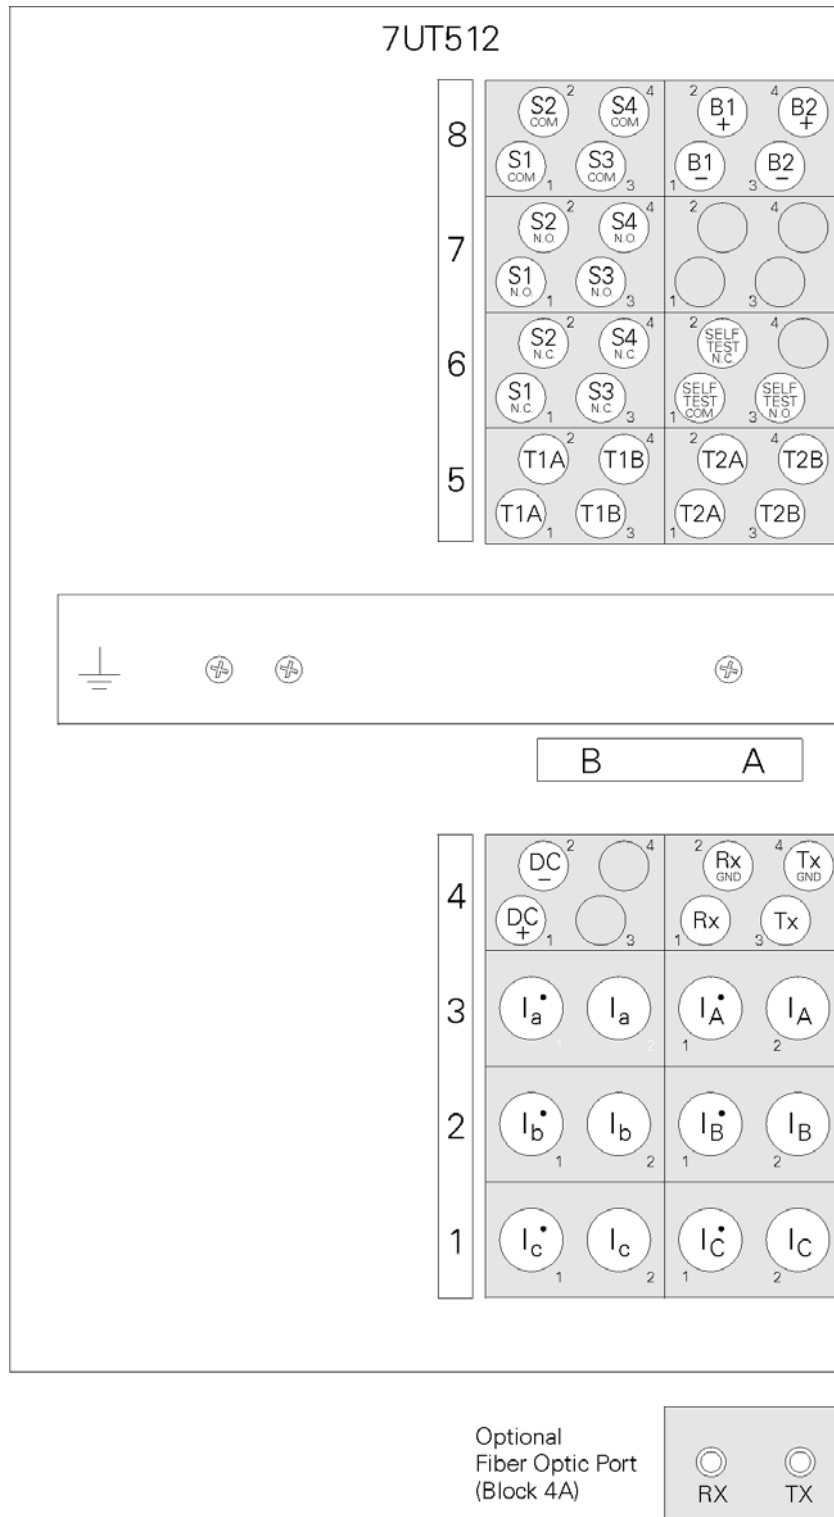 7UT512
8
S2 COM 2 S4 COM 4 2 B1 + 4 B2 +
S1 COM 1 S3 COM 3 1 B1 - 3 B2 -
7
S2 N.O. 2 S4 N.O. 4 2 4
S1 N.O. 1 S3 N.O. 3 1 3
6
S2 N.C. 2 S4 N.C. 4 2 SELF TEST N.C. 4
S1 N.C. 1 S3 N.C. 3 1 SELF TEST COM 3 SELF TEST N.O.
5
T1A 2 T1B 4 2 T2A 4 T2B
T1A 1 T1B 3 1 T2A 3 T2B
B A
4
DC - 2 4 2 Rx GND 4 Tx GND
DC + 1 3 1 Rx 3 Tx
3
Ia• Ia IA• IA
1 2 1 2
2
Ib• Ib IB• IB
1 2 1 2
1
Ic• Ic IC• IC
1 2 1 2
Optional
Fiber Optic Port
(Block 4A)
RX TX